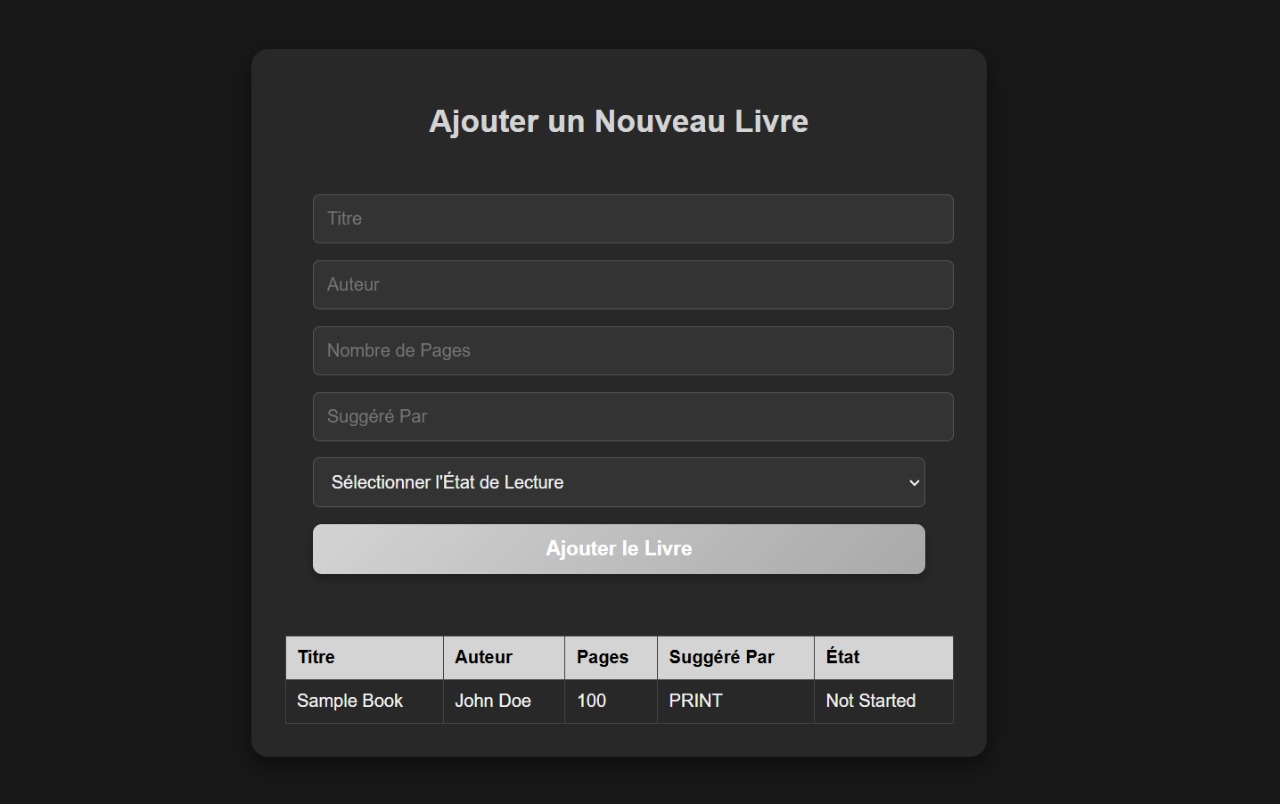 Ajouter un Nouveau Livre
Titre
Auteur
Nombre de Pages
Suggéré Par
Sélectionner l'État de Lecture
Ajouter le Livre
Titre Auteur Pages Suggéré Par État
Sample Book John Doe 100 PRINT Not Started